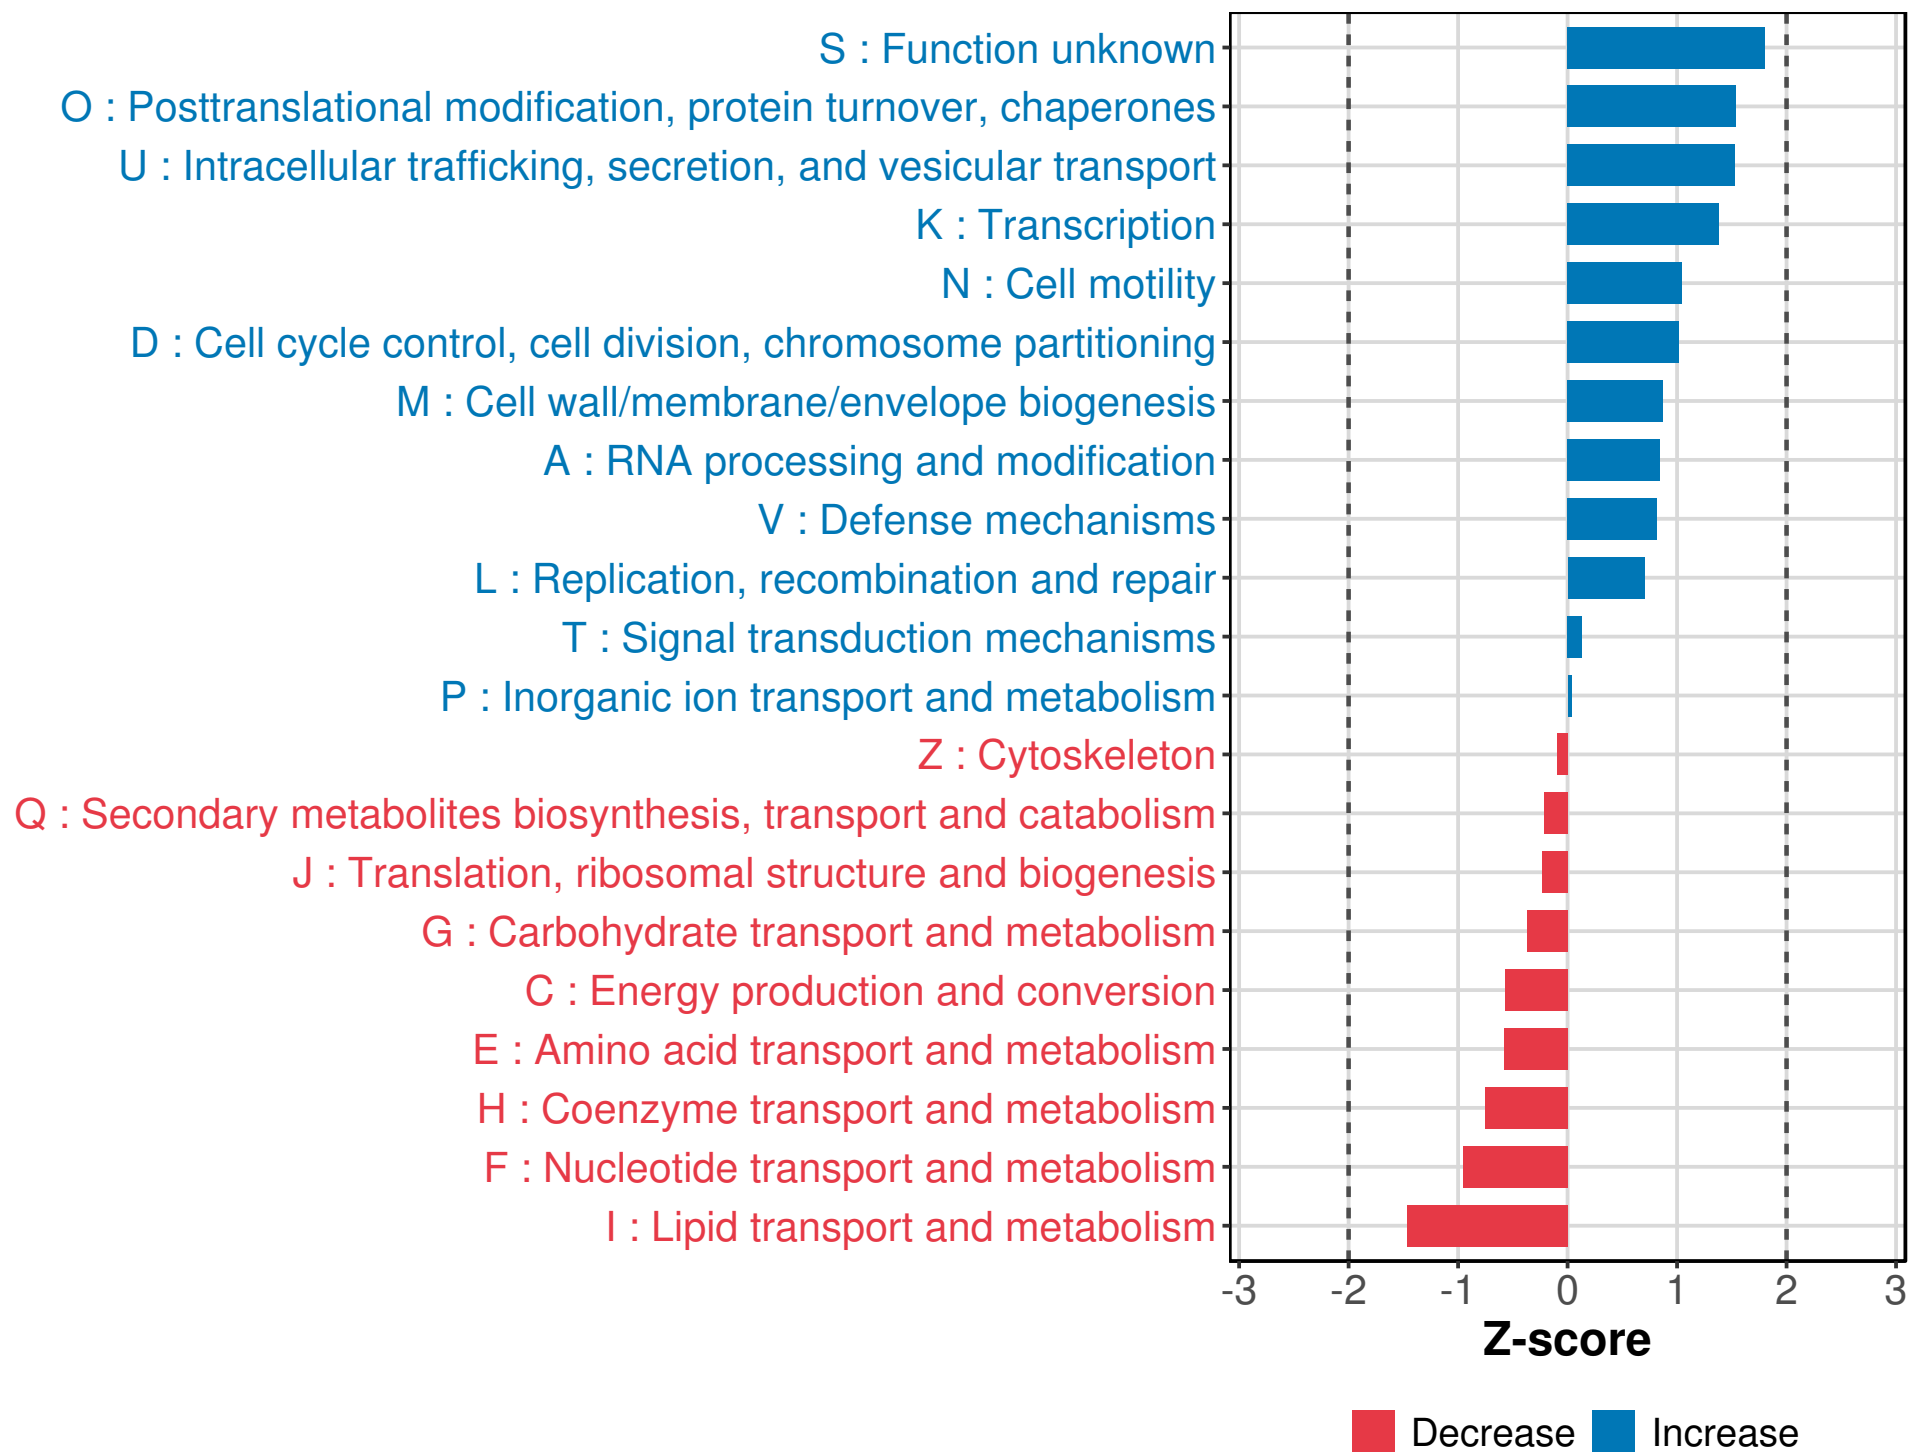 S : Function unknown
O : Posttranslational modification, protein turnover, chaperones
U : Intracellular trafficking, secretion, and vesicular transport
K : Transcription
N : Cell motility
D : Cell cycle control, cell division, chromosome partitioning
M : Cell wall/membrane/envelope biogenesis
A : RNA processing and modification
V : Defense mechanisms
L : Replication, recombination and repair
T : Signal transduction mechanisms
P : Inorganic ion transport and metabolism
Z : Cytoskeleton
Q : Secondary metabolites biosynthesis, transport and catabolism
J : Translation, ribosomal structure and biogenesis
G : Carbohydrate transport and metabolism
C : Energy production and conversion
E : Amino acid transport and metabolism
H : Coenzyme transport and metabolism
F : Nucleotide transport and metabolism
I : Lipid transport and metabolism
-3 -2 -1 0 1 2 3
Z-score
Decrease Increase